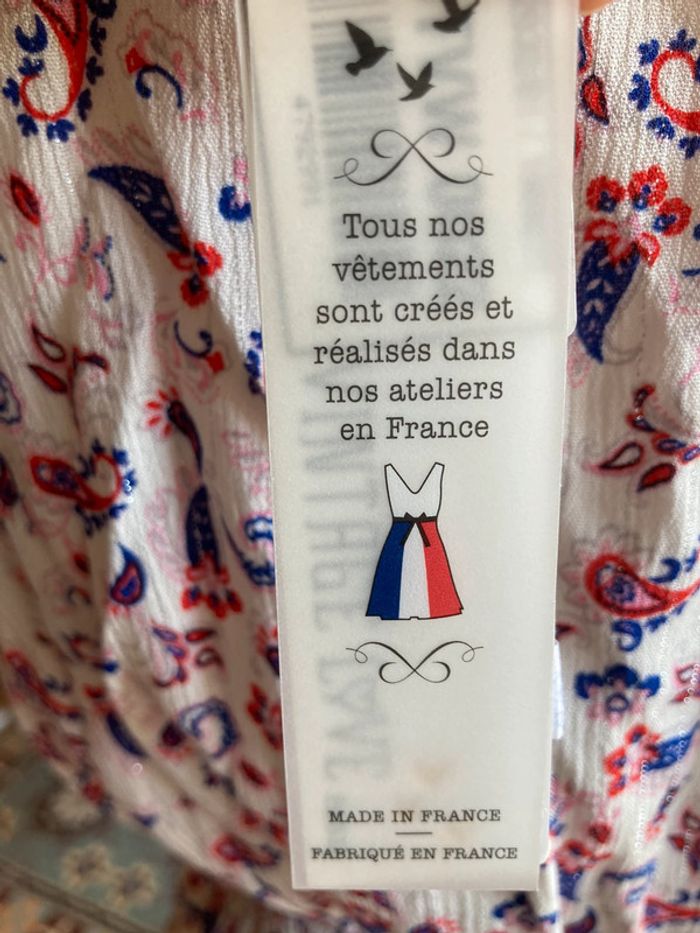 Tous nos
vêtements
sont créés et
réalisés dans
nos ateliers
en France
MADE IN FRANCE
FABRIQUÉ EN FRANCE